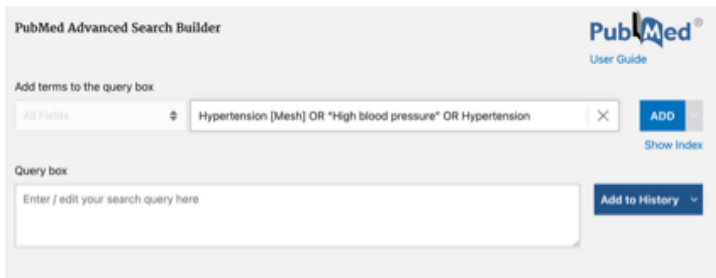 PubMed Advanced Search Builder
PubMed®
User Guide
Add terms to the query box
All Fields
Hypertension [Mesh] OR "High blood pressure" OR Hypertension
ADD
Show Index
Query box
Enter / edit your search query here
Add to History